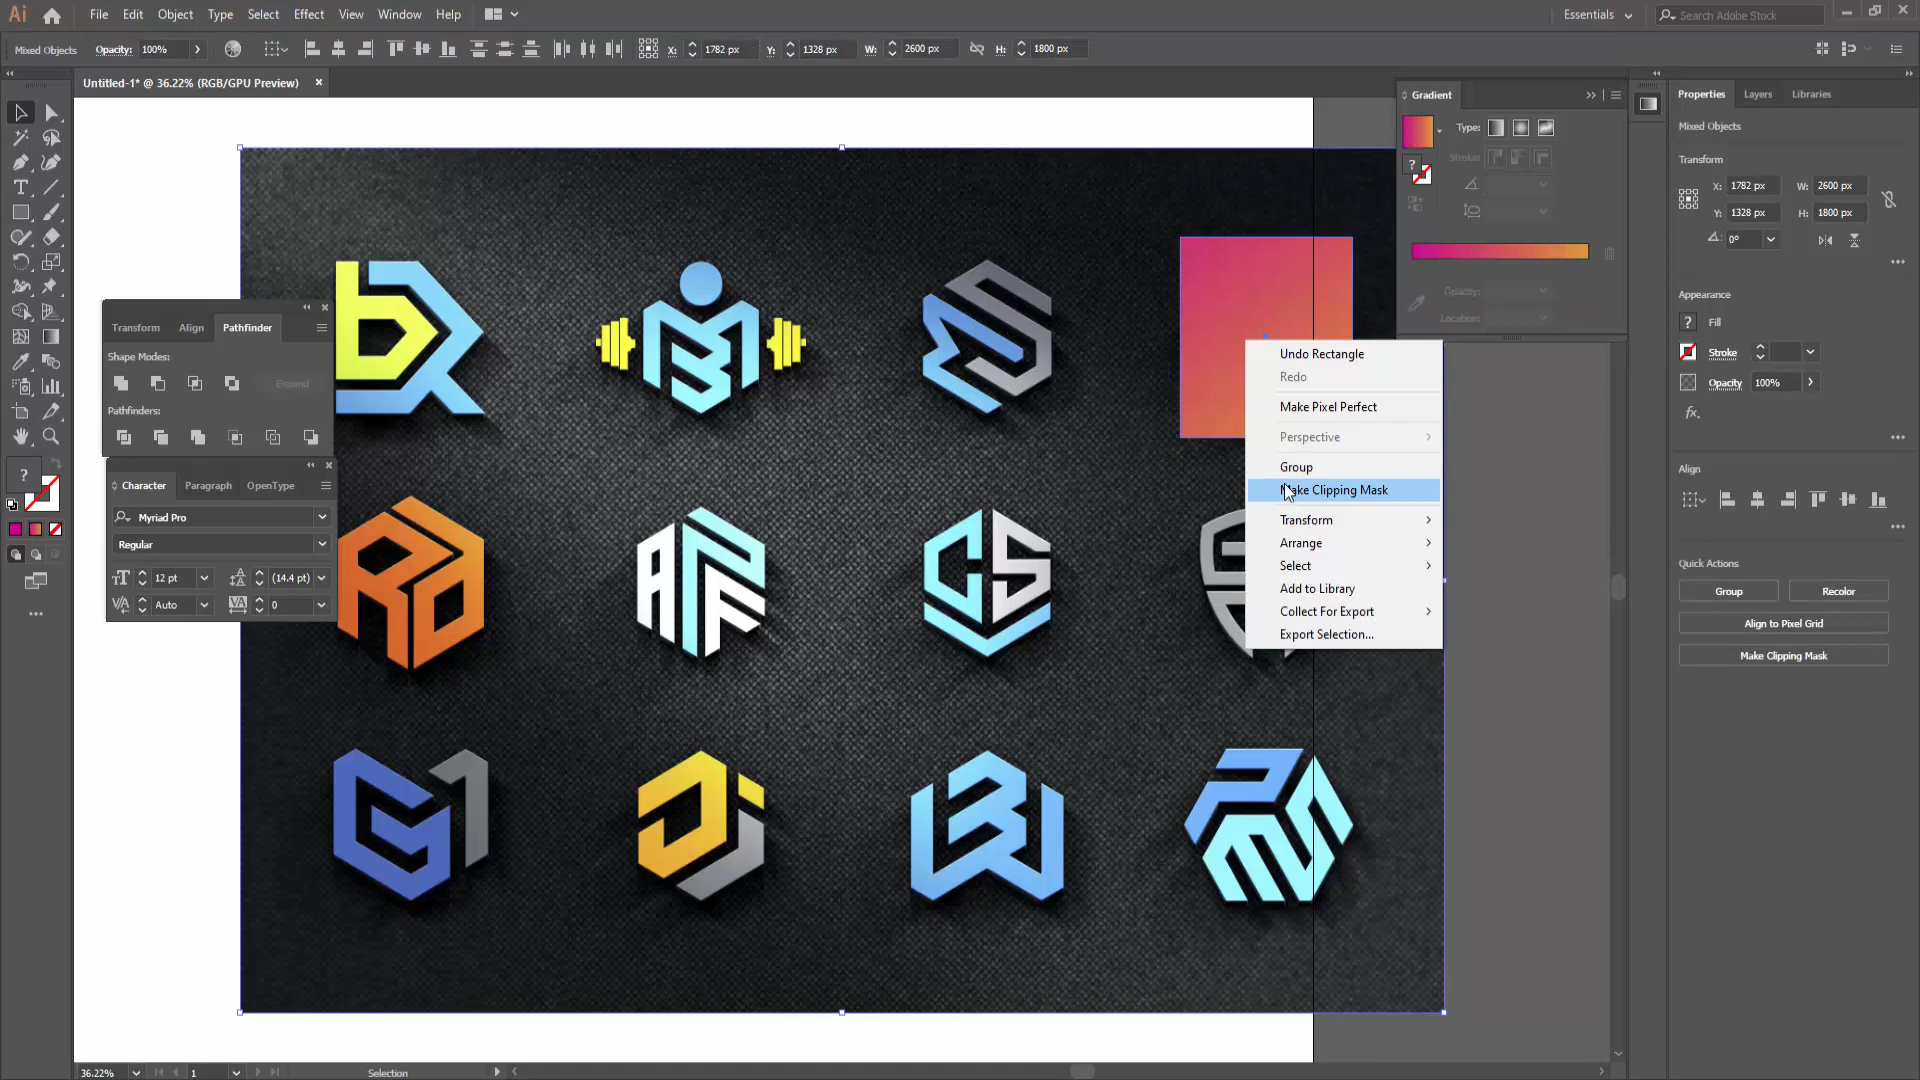 Ai File Edit Object Type Select Effect View Window Help Essentials Search Adobe Stock
Mixed Objects Opacity: 100% X: 1782 px Y: 1328 px W: 2600 px H: 1800 px
Untitled-1* @ 36.22% (RGB/GPU Preview)
Transform Align Pathfinder
Shape Modes:
Expand
Pathfinders:
Character Paragraph OpenType
Myriad Pro
Regular
12 pt (14.4 pt)
Auto 0
Gradient
Type:
Stroke:
Opacity:
Location:
Undo Rectangle
Redo
Make Pixel Perfect
Perspective
Group
Make Clipping Mask
Transform
Arrange
Select
Add to Library
Collect For Export
Export Selection...
Properties Layers Libraries
Mixed Objects
Transform
X: 1782 px W: 2600 px
Y: 1328 px H: 1800 px
0°
Appearance
? Fill
Stroke
Opacity 100%
fx.
Align
Quick Actions
Group Recolor
Align to Pixel Grid
Make Clipping Mask
36.22% 1 Selection